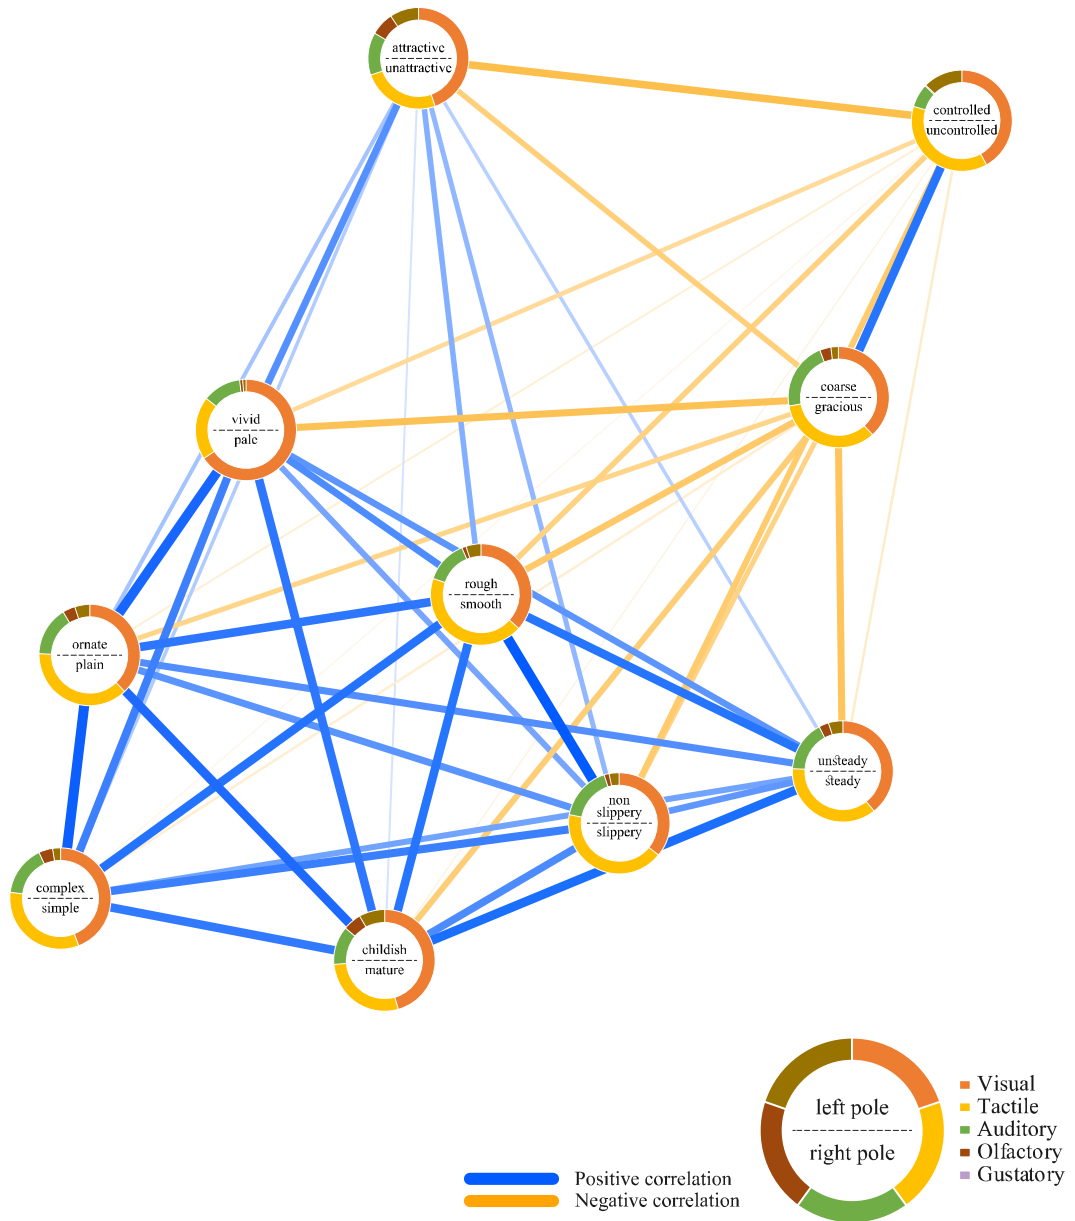 attractive
unattractive
controlled
uncontrolled
coarse
gracious
vivid
pale
rough
smooth
ornate
plain
unsteady
steady
non
slippery
slippery
complex
simple
childish
mature
left pole
right pole
Visual
Tactile
Auditory
Olfactory
Gustatory
Positive correlation
Negative correlation